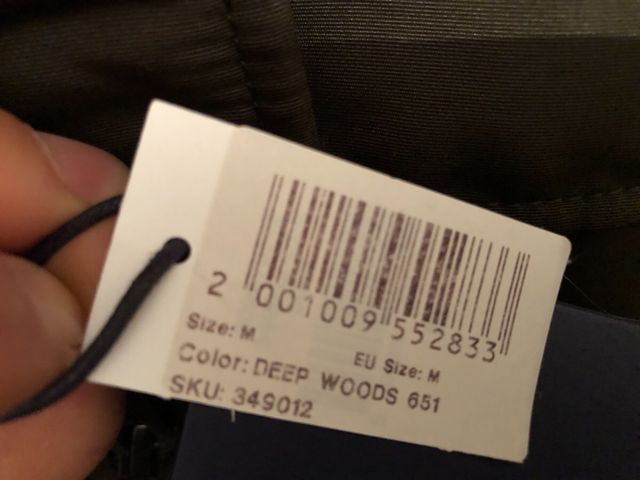 2 001009 552833
Size: M EU Size: M
Color: DEEP WOODS 651
SKU: 349012